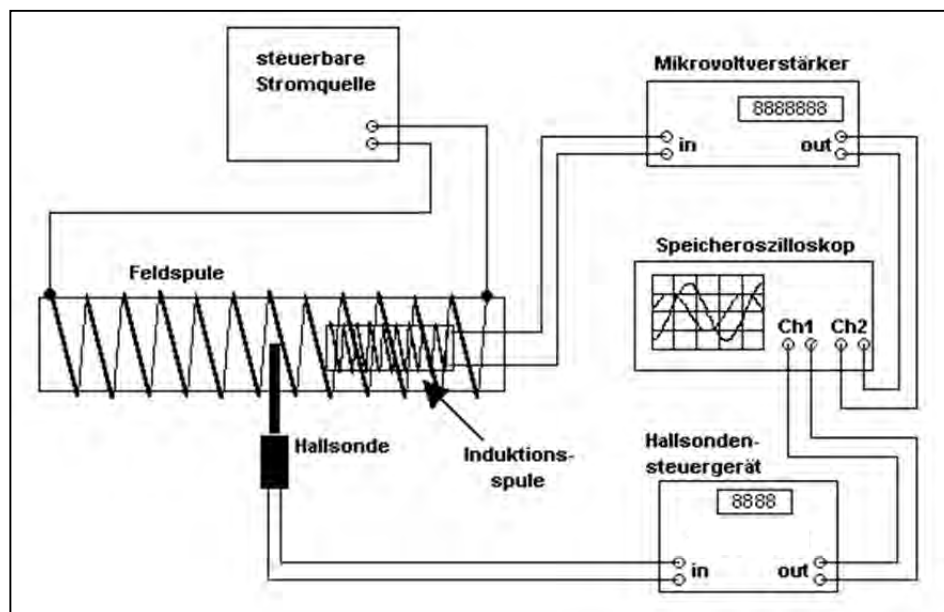 steuerbare
Stromquelle
Mikrovoltverstärker
8888888
in
out
Speicheroszilloskop
Feldspule
Ch1 Ch2
Hallsonde
Induktions-
spule
Hallsonden-
steuergerät
8888
in
out